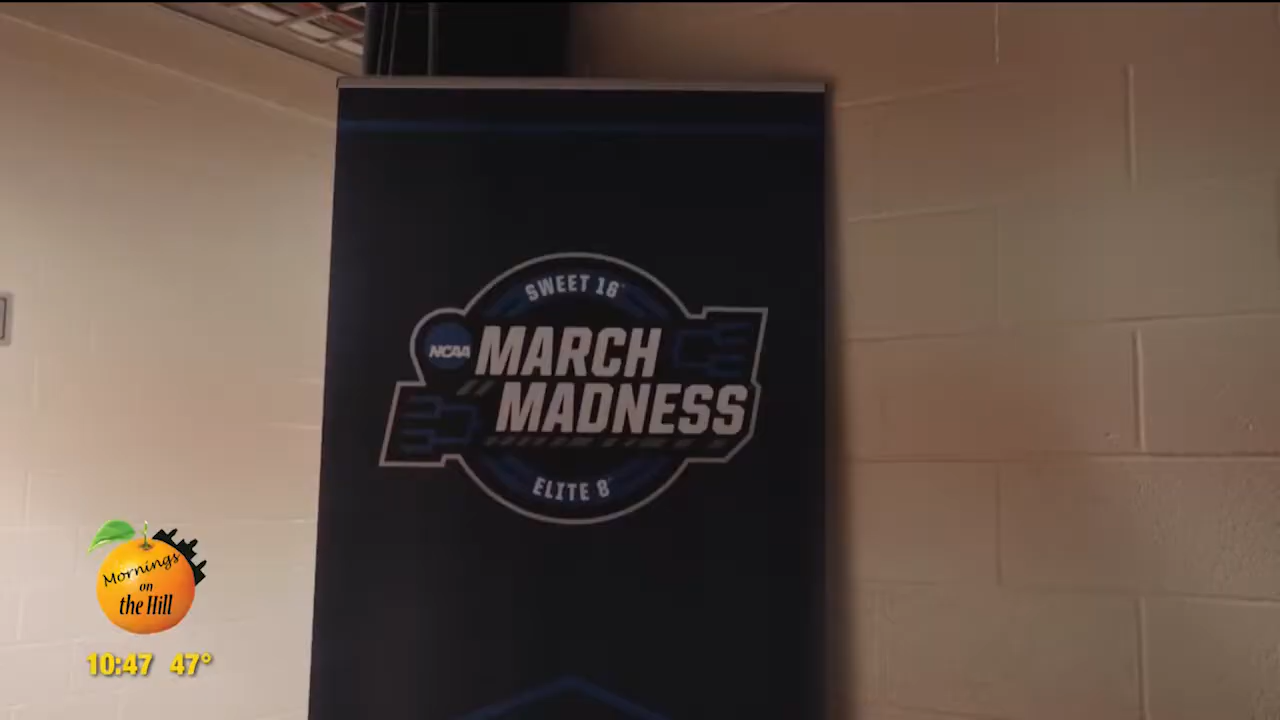 SWEET 16
NCAA
MARCH
MADNESS
ELITE 8
Mornings
on
the Hill
10:47 47°